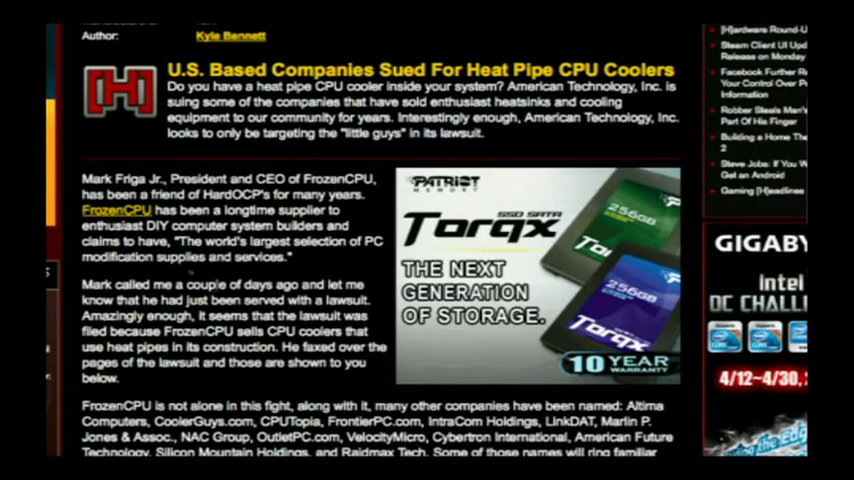 Author: Kyle Bennett
U.S. Based Companies Sued For Heat Pipe CPU Coolers
[H]
Do you have a heat pipe CPU cooler inside your system? American Technology, Inc. is
suing some of the companies that have sold enthusiast heatsinks and cooling
equipment to our community for years. Interestingly enough, American Technology, Inc.
looks to only be targeting the "little guys" in its lawsuit.
Mark Friga Jr., President and CEO of FrozenCPU,
has been a friend of HardOCP's for many years.
FrozenCPU has been a longtime supplier to
enthusiast DIY computer system builders and
claims to have, "The world's largest selection of PC
modification supplies and services."
Mark called me a couple of days ago and let me
know that he had just been served with a lawsuit.
Amazingly enough, it seems that the lawsuit was
filed because FrozenCPU sells CPU coolers that
use heat pipes in its construction. He faxed over the
pages of the lawsuit and those are shown to you
below.
FrozenCPU is not alone in this fight, along with it, many other companies have been named: Altima
Computers, CoolerGuys.com, CPUTopia, FrontierPC.com, IntraCom Holdings, LinkDAT, Marlin P.
Jones & Assoc., NAC Group, OutletPC.com, VelocityMicro, Cybertron International, American Future
Technology, Silicon Mountain Holdings, and Raidmax Tech. Some of those names will ring familiar
PATRIOT
MEMORY
SSD SATA
Torqx
THE NEXT
GENERATION
OF STORAGE.
256GB
256GB
Torqx
10 YEAR
WARRANTY
[H]ardware Round-U
Steam Client UI Upd
Release on Monday
Facebook Further R
Your Control Over P
Information
Robber Steals Man's
Part Of His Finger
Building a Home The
2
Steve Jobs: If You W
Get an Android
Gaming [H]eadlines
GIGABY
Intel
OC CHALL
4/12~4/30,
the Edg